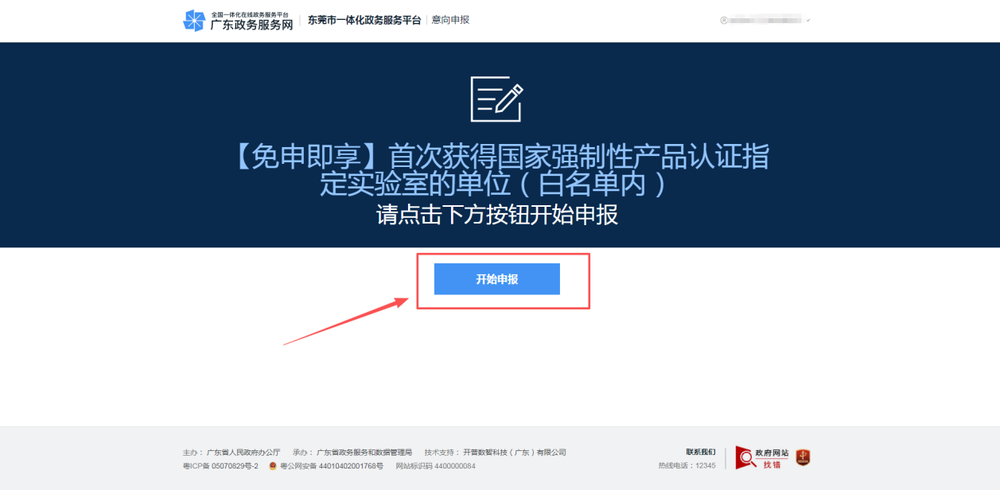 全国一体化在线政务服务平台
广东政务服务网
东莞市一体化政务服务平台 意向申报
【免申即享】首次获得国家强制性产品认证指
定实验室的单位（白名单内）
请点击下方按钮开始申报
开始申报
主办： 广东省人民政府办公厅 承办： 广东省政务服务和数据管理局 技术支持： 开普数智科技（广东）有限公司
粤ICP备 05070829号-2 粤公网安备 44010402001768号 网站标识码 4400000084
联系我们
热线电话：12345
政府网站
找错